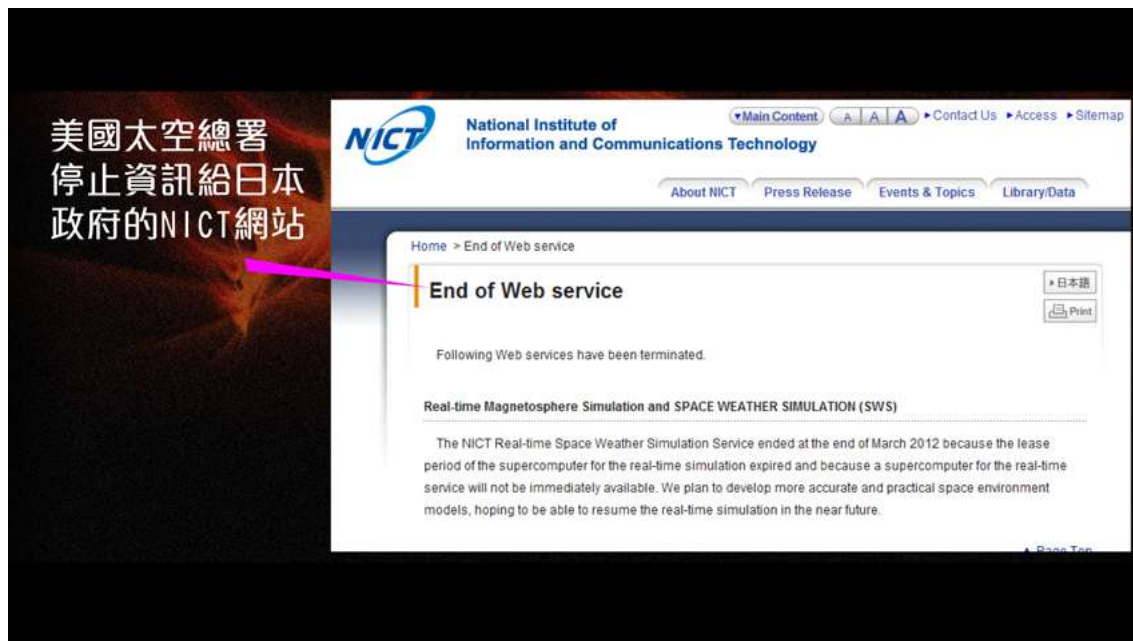 美國太空總署
停止資訊給日本
政府的NICT網站
NICT
National Institute of
Information and Communications Technology
▼Main Content A A A ▸Contact Us ▸Access ▸Sitemap
About NICT Press Release Events & Topics Library/Data
Home > End of Web service
End of Web service
▸日本語
Print
Following Web services have been terminated.
Real-time Magnetosphere Simulation and SPACE WEATHER SIMULATION (SWS)
The NICT Real-time Space Weather Simulation Service ended at the end of March 2012 because the lease
period of the supercomputer for the real-time simulation expired and because a supercomputer for the real-time
service will not be immediately available. We plan to develop more accurate and practical space environment
models, hoping to be able to resume the real-time simulation in the near future.
▲ Page Top